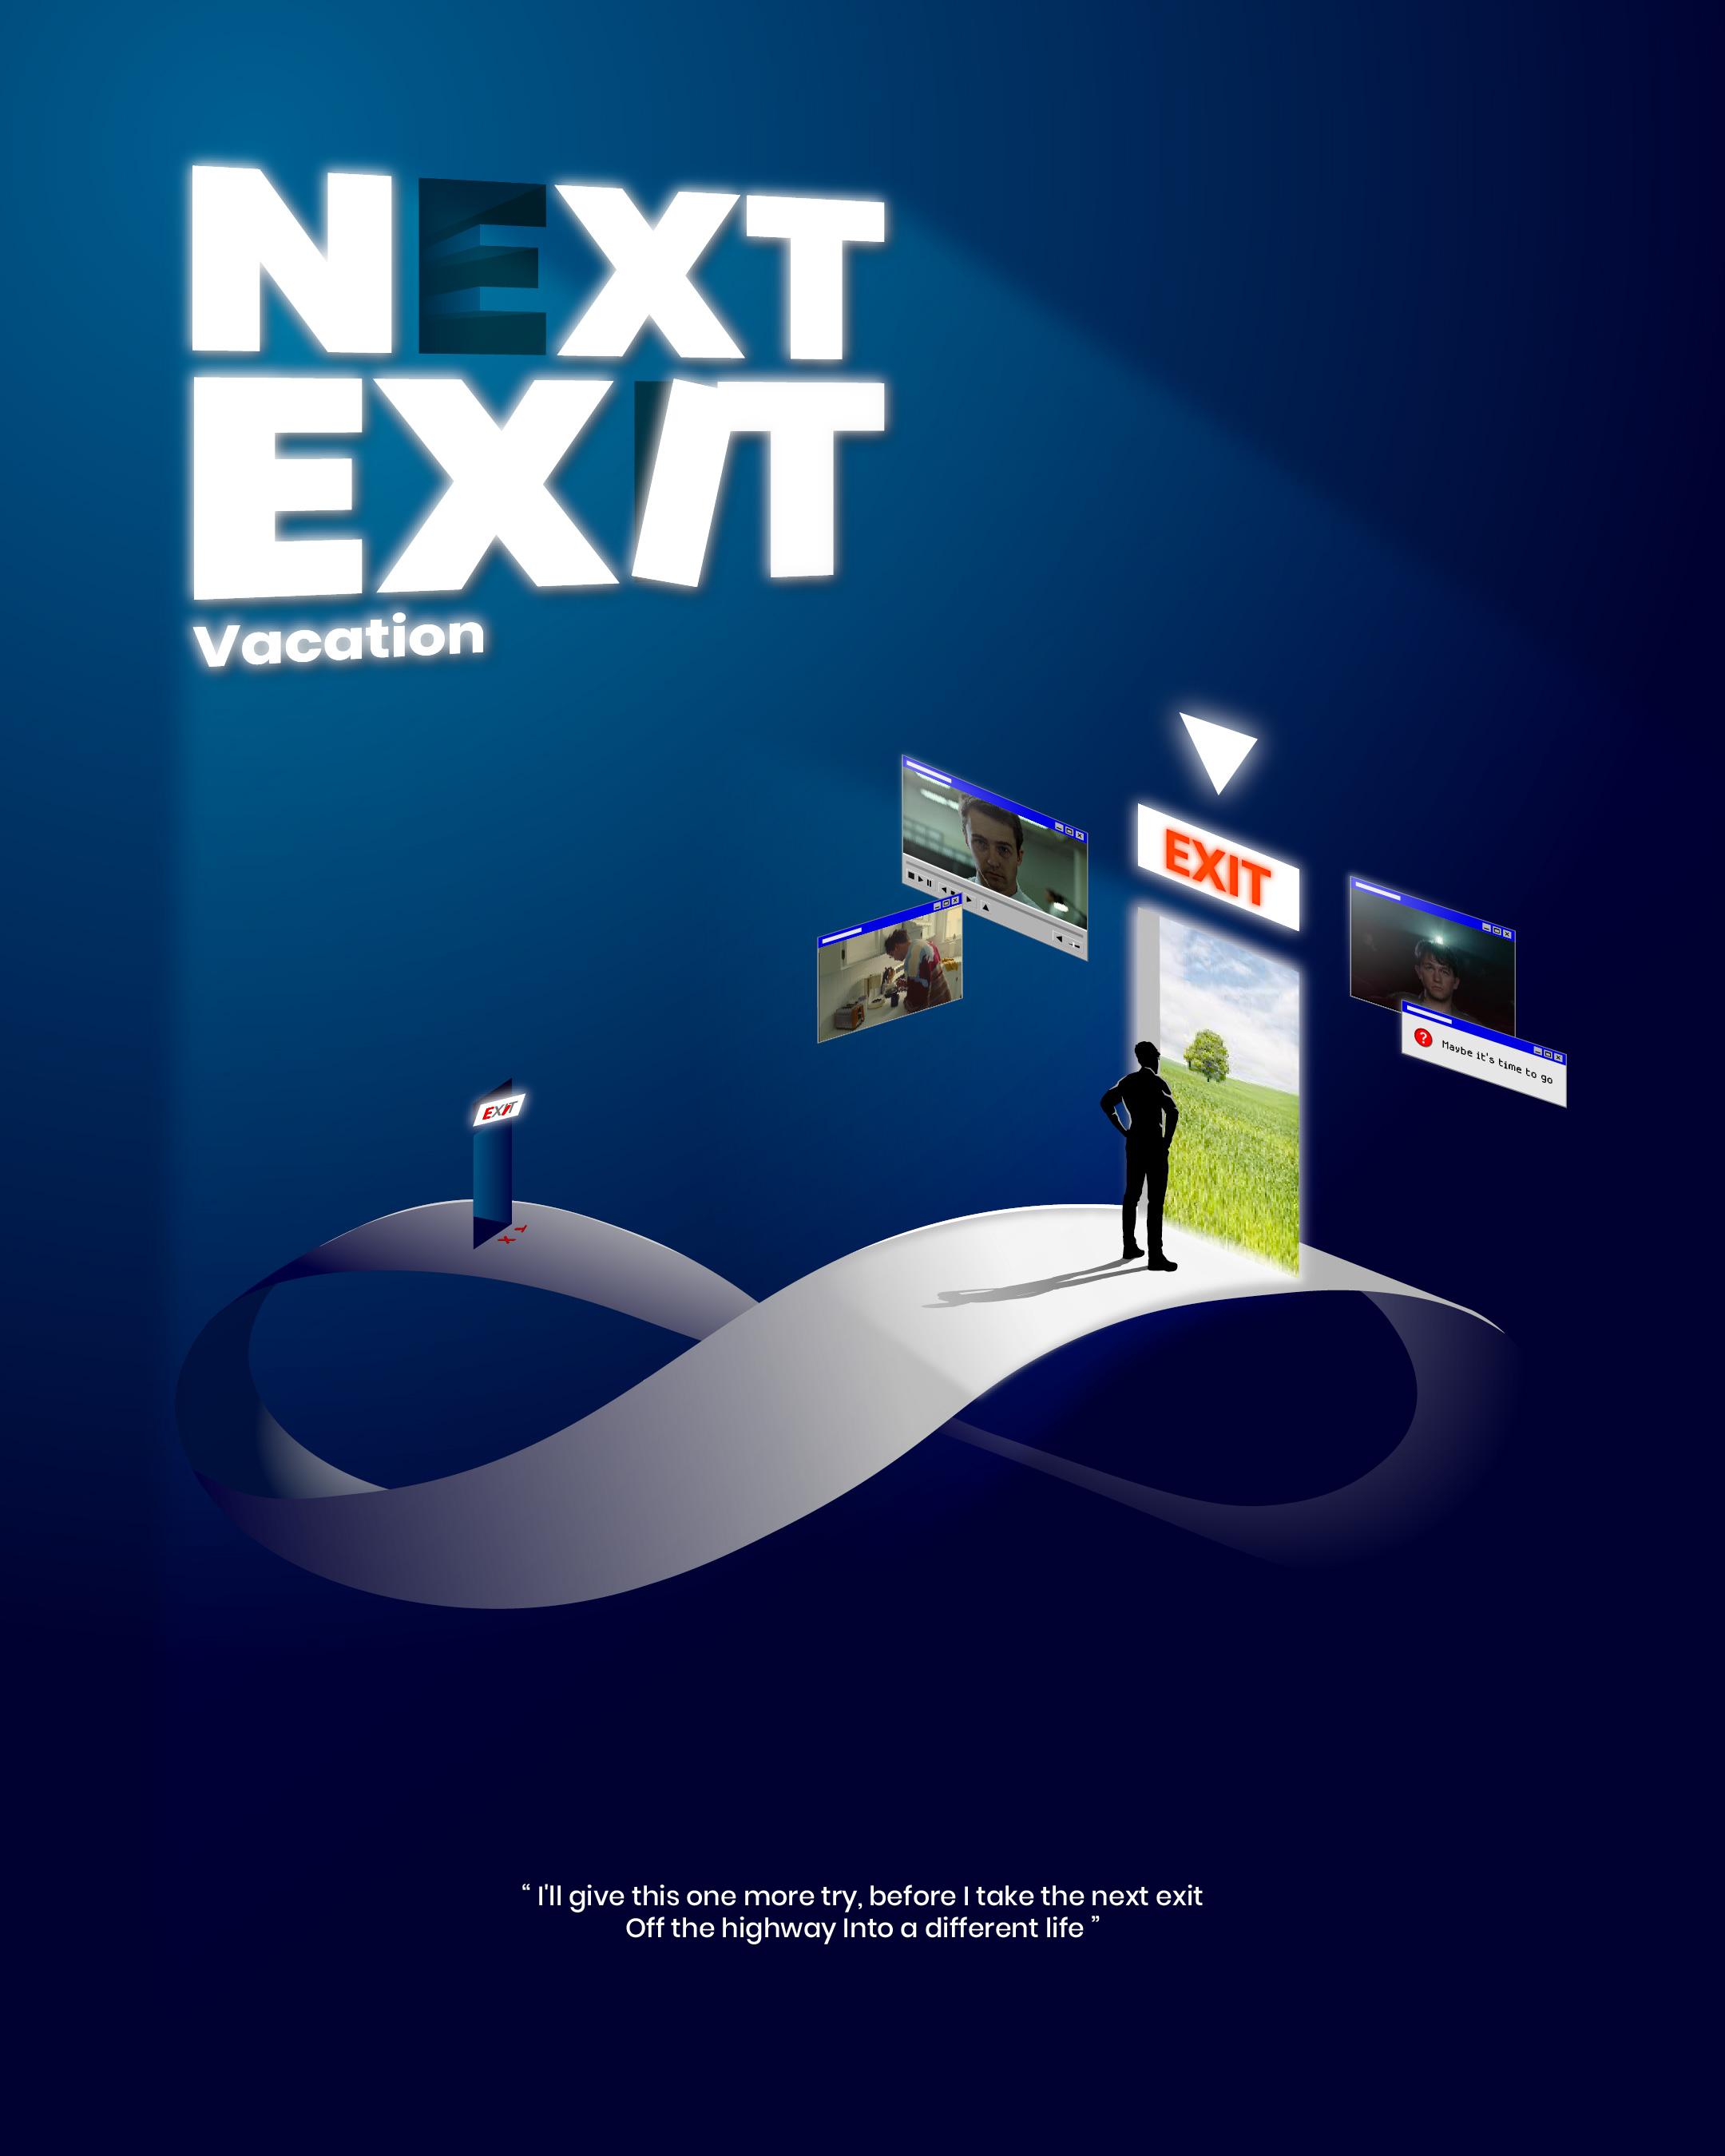 NEXT
EXIT
Vacation
EXIT
Maybe it's time to go
EXIT
X T
“ I'll give this one more try, before I take the next exit
Off the highway Into a different life ”